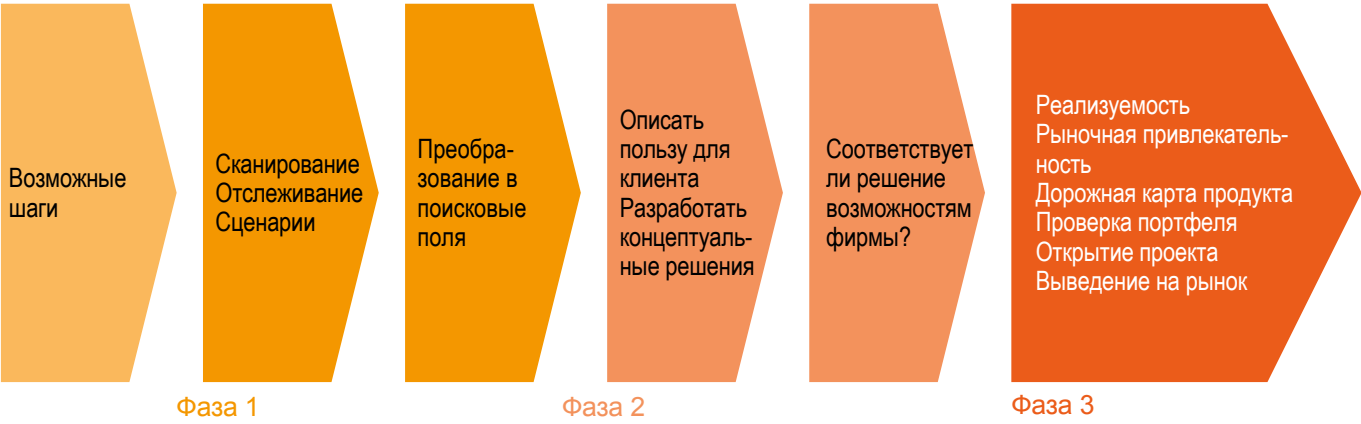 Возможные
шаги
Сканирование
Отслеживание
Сценарии
Преобра-
зование в
поисковые
поля
Описать
пользу для
клиента
Разработать
концептуаль-
ные решения
Соответствует
ли решение
возможностям
фирмы?
Реализуемость
Рыночная привлекатель-
ность
Дорожная карта продукта
Проверка портфеля
Открытие проекта
Выведение на рынок
Фаза 1
Фаза 2
Фаза 3